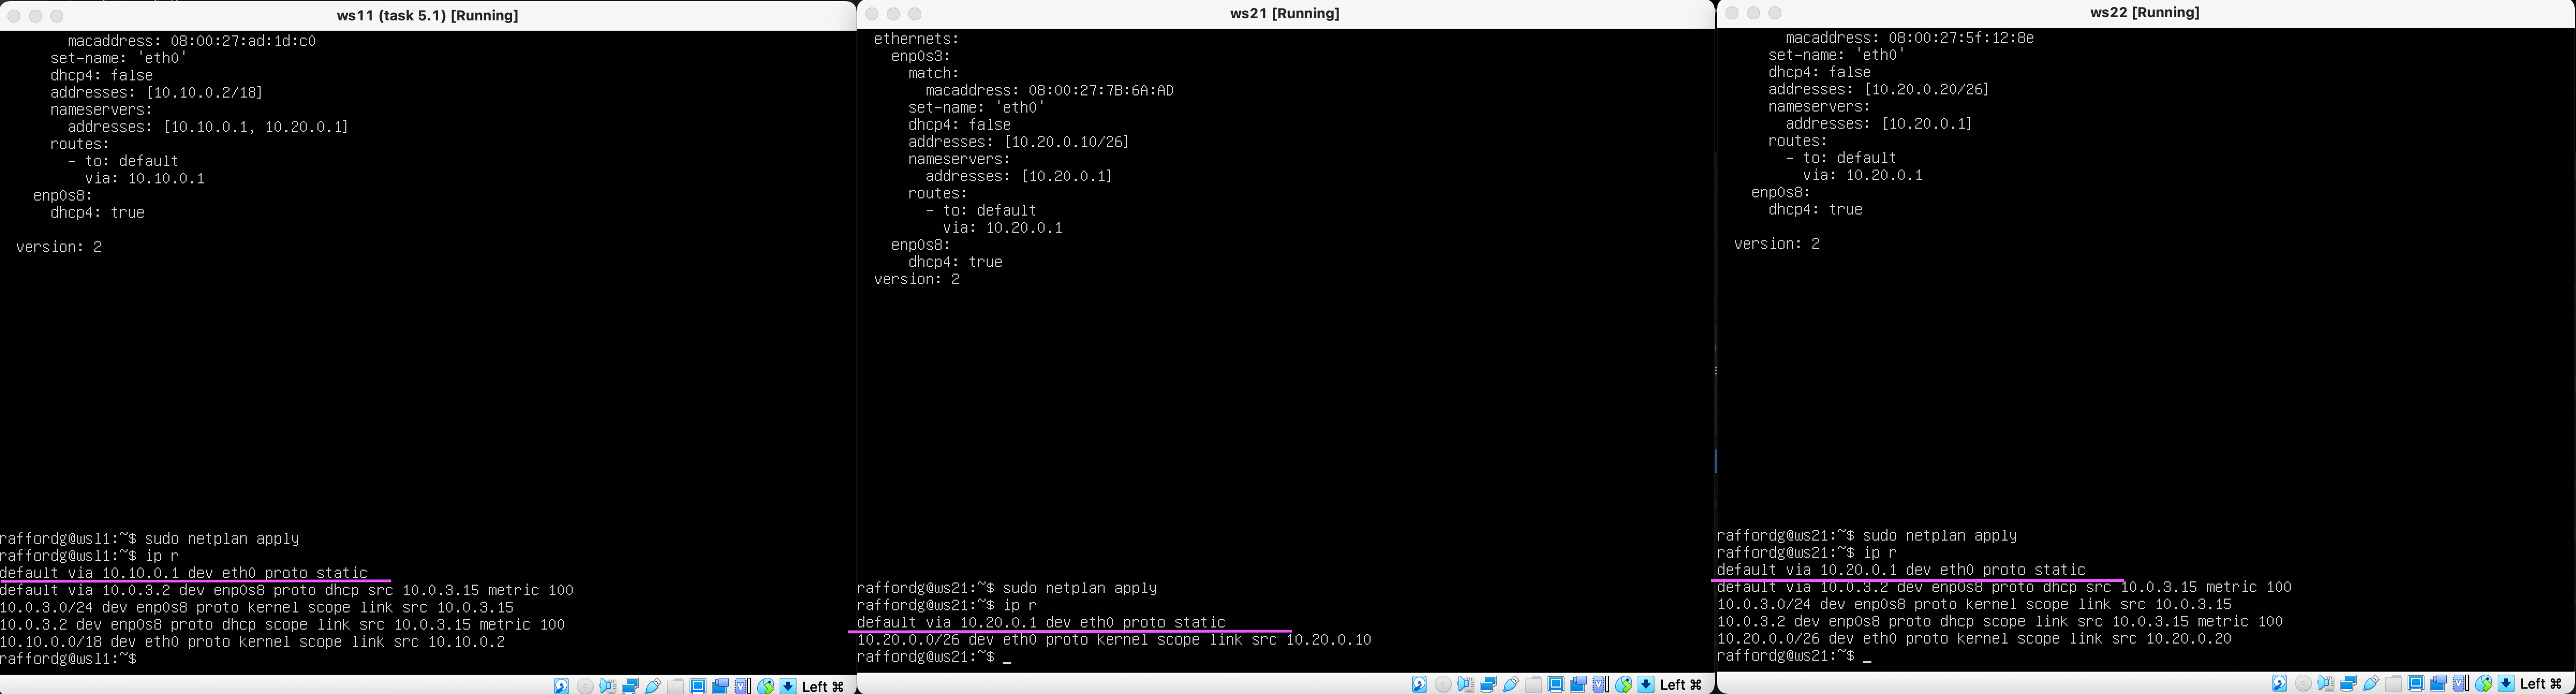 ws11 (task 5.1) [Running]
macaddress: 08:00:27:ad:1d:c0
set-name: 'eth0'
dhcp4: false
addresses: [10.10.0.2/18]
nameservers:
addresses: [10.10.0.1, 10.20.0.1]
routes:
- to: default
via: 10.10.0.1
enp0s8:
dhcp4: true
version: 2
raffordg@wsl1:~$ sudo netplan apply
raffordg@wsl1:~$ ip r
default via 10.10.0.1 dev eth0 proto static
default via 10.0.3.2 dev enp0s8 proto dhcp src 10.0.3.15 metric 100
10.0.3.0/24 dev enp0s8 proto kernel scope link src 10.0.3.15
10.0.3.2 dev enp0s8 proto dhcp scope link src 10.0.3.15 metric 100
10.10.0.0/18 dev eth0 proto kernel scope link src 10.10.0.2
raffordg@wsl1:~$
Left ⌘
ws21 [Running]
ethernets:
enp0s3:
match:
macaddress: 08:00:27:7B:6A:AD
set-name: 'eth0'
dhcp4: false
addresses: [10.20.0.10/26]
nameservers:
addresses: [10.20.0.1]
routes:
- to: default
via: 10.20.0.1
enp0s8:
dhcp4: true
version: 2
raffordg@ws21:~$ sudo netplan apply
raffordg@ws21:~$ ip r
default via 10.20.0.1 dev eth0 proto static
10.20.0.0/26 dev eth0 proto kernel scope link src 10.20.0.10
raffordg@ws21:~$ _
Left ⌘
ws22 [Running]
macaddress: 08:00:27:5f:12:8e
set-name: 'eth0'
dhcp4: false
addresses: [10.20.0.20/26]
nameservers:
addresses: [10.20.0.1]
routes:
- to: default
via: 10.20.0.1
enp0s8:
dhcp4: true
version: 2
raffordg@ws21:~$ sudo netplan apply
raffordg@ws21:~$ ip r
default via 10.20.0.1 dev eth0 proto static
default via 10.0.3.2 dev enp0s8 proto dhcp src 10.0.3.15 metric 100
10.0.3.0/24 dev enp0s8 proto kernel scope link src 10.0.3.15
10.0.3.2 dev enp0s8 proto dhcp scope link src 10.0.3.15 metric 100
10.20.0.0/26 dev eth0 proto kernel scope link src 10.20.0.20
raffordg@ws21:~$ _
Left ⌘